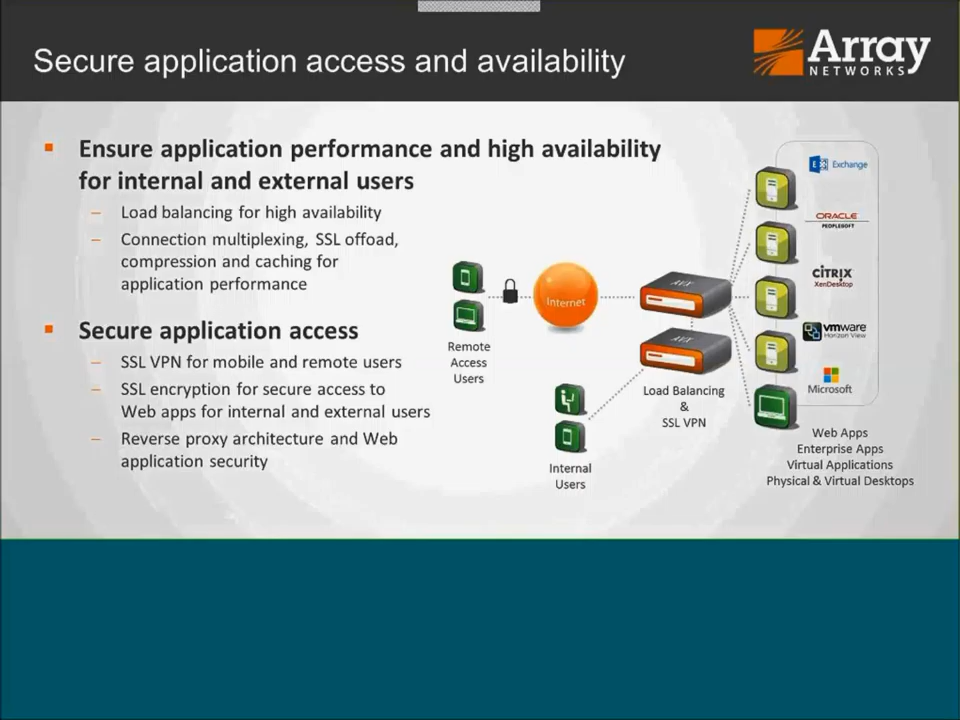 Secure application access and availability
Array
NETWORKS
Ensure application performance and high availability
for internal and external users
– Load balancing for high availability
– Connection multiplexing, SSL offoad,
compression and caching for
application performance
Secure application access
– SSL VPN for mobile and remote users
– SSL encryption for secure access to
Web apps for internal and external users
– Reverse proxy architecture and Web
application security
Remote
Access
Users
Internet
Internal
Users
Load Balancing
&
SSL VPN
Exchange
ORACLE
PEOPLESOFT
CITRIX
XenDesktop
vmware
Horizon View
Microsoft
Web Apps
Enterprise Apps
Virtual Applications
Physical & Virtual Desktops